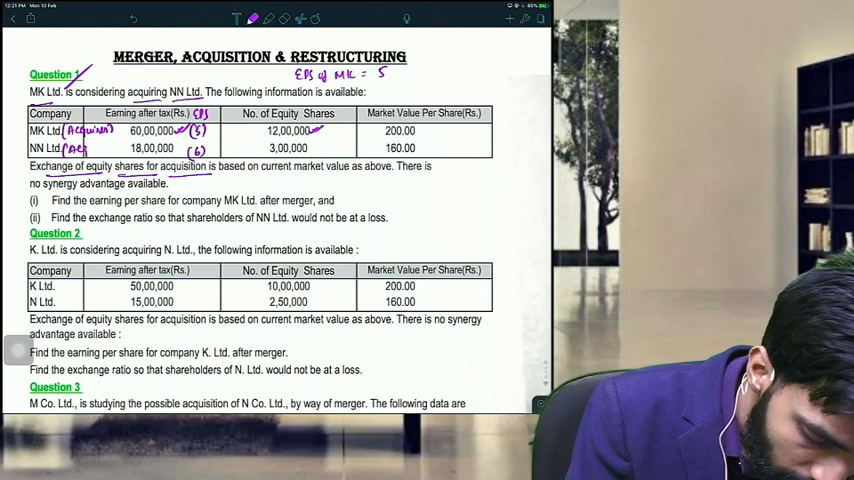 12:21 PM Mon 10 Feb
85%
MERGER, ACQUISITION & RESTRUCTURING
Question 1
EPS of MK = 5
MK Ltd. is considering acquiring NN Ltd. The following information is available:
Company Earning after tax(Rs.) EPS No. of Equity Shares Market Value Per Share(Rs.)
MK Ltd. (Acquirer) 60,00,000 (5) 12,00,000 200.00
NN Ltd. (Acq 18,00,000 (6) 3,00,000 160.00
Exchange of equity shares for acquisition is based on current market value as above. There is
no synergy advantage available.
(i) Find the earning per share for company MK Ltd. after merger, and
(ii) Find the exchange ratio so that shareholders of NN Ltd. would not be at a loss.
Question 2
K. Ltd. is considering acquiring N. Ltd., the following information is available :
Company Earning after tax(Rs.) No. of Equity Shares Market Value Per Share(Rs.)
K Ltd. 50,00,000 10,00,000 200.00
N Ltd. 15,00,000 2,50,000 160.00
Exchange of equity shares for acquisition is based on current market value as above. There is no synergy
advantage available :
Find the earning per share for company K. Ltd. after merger.
Find the exchange ratio so that shareholders of N. Ltd. would not be at a loss.
Question 3
M Co. Ltd., is studying the possible acquisition of N Co. Ltd., by way of merger. The following data are